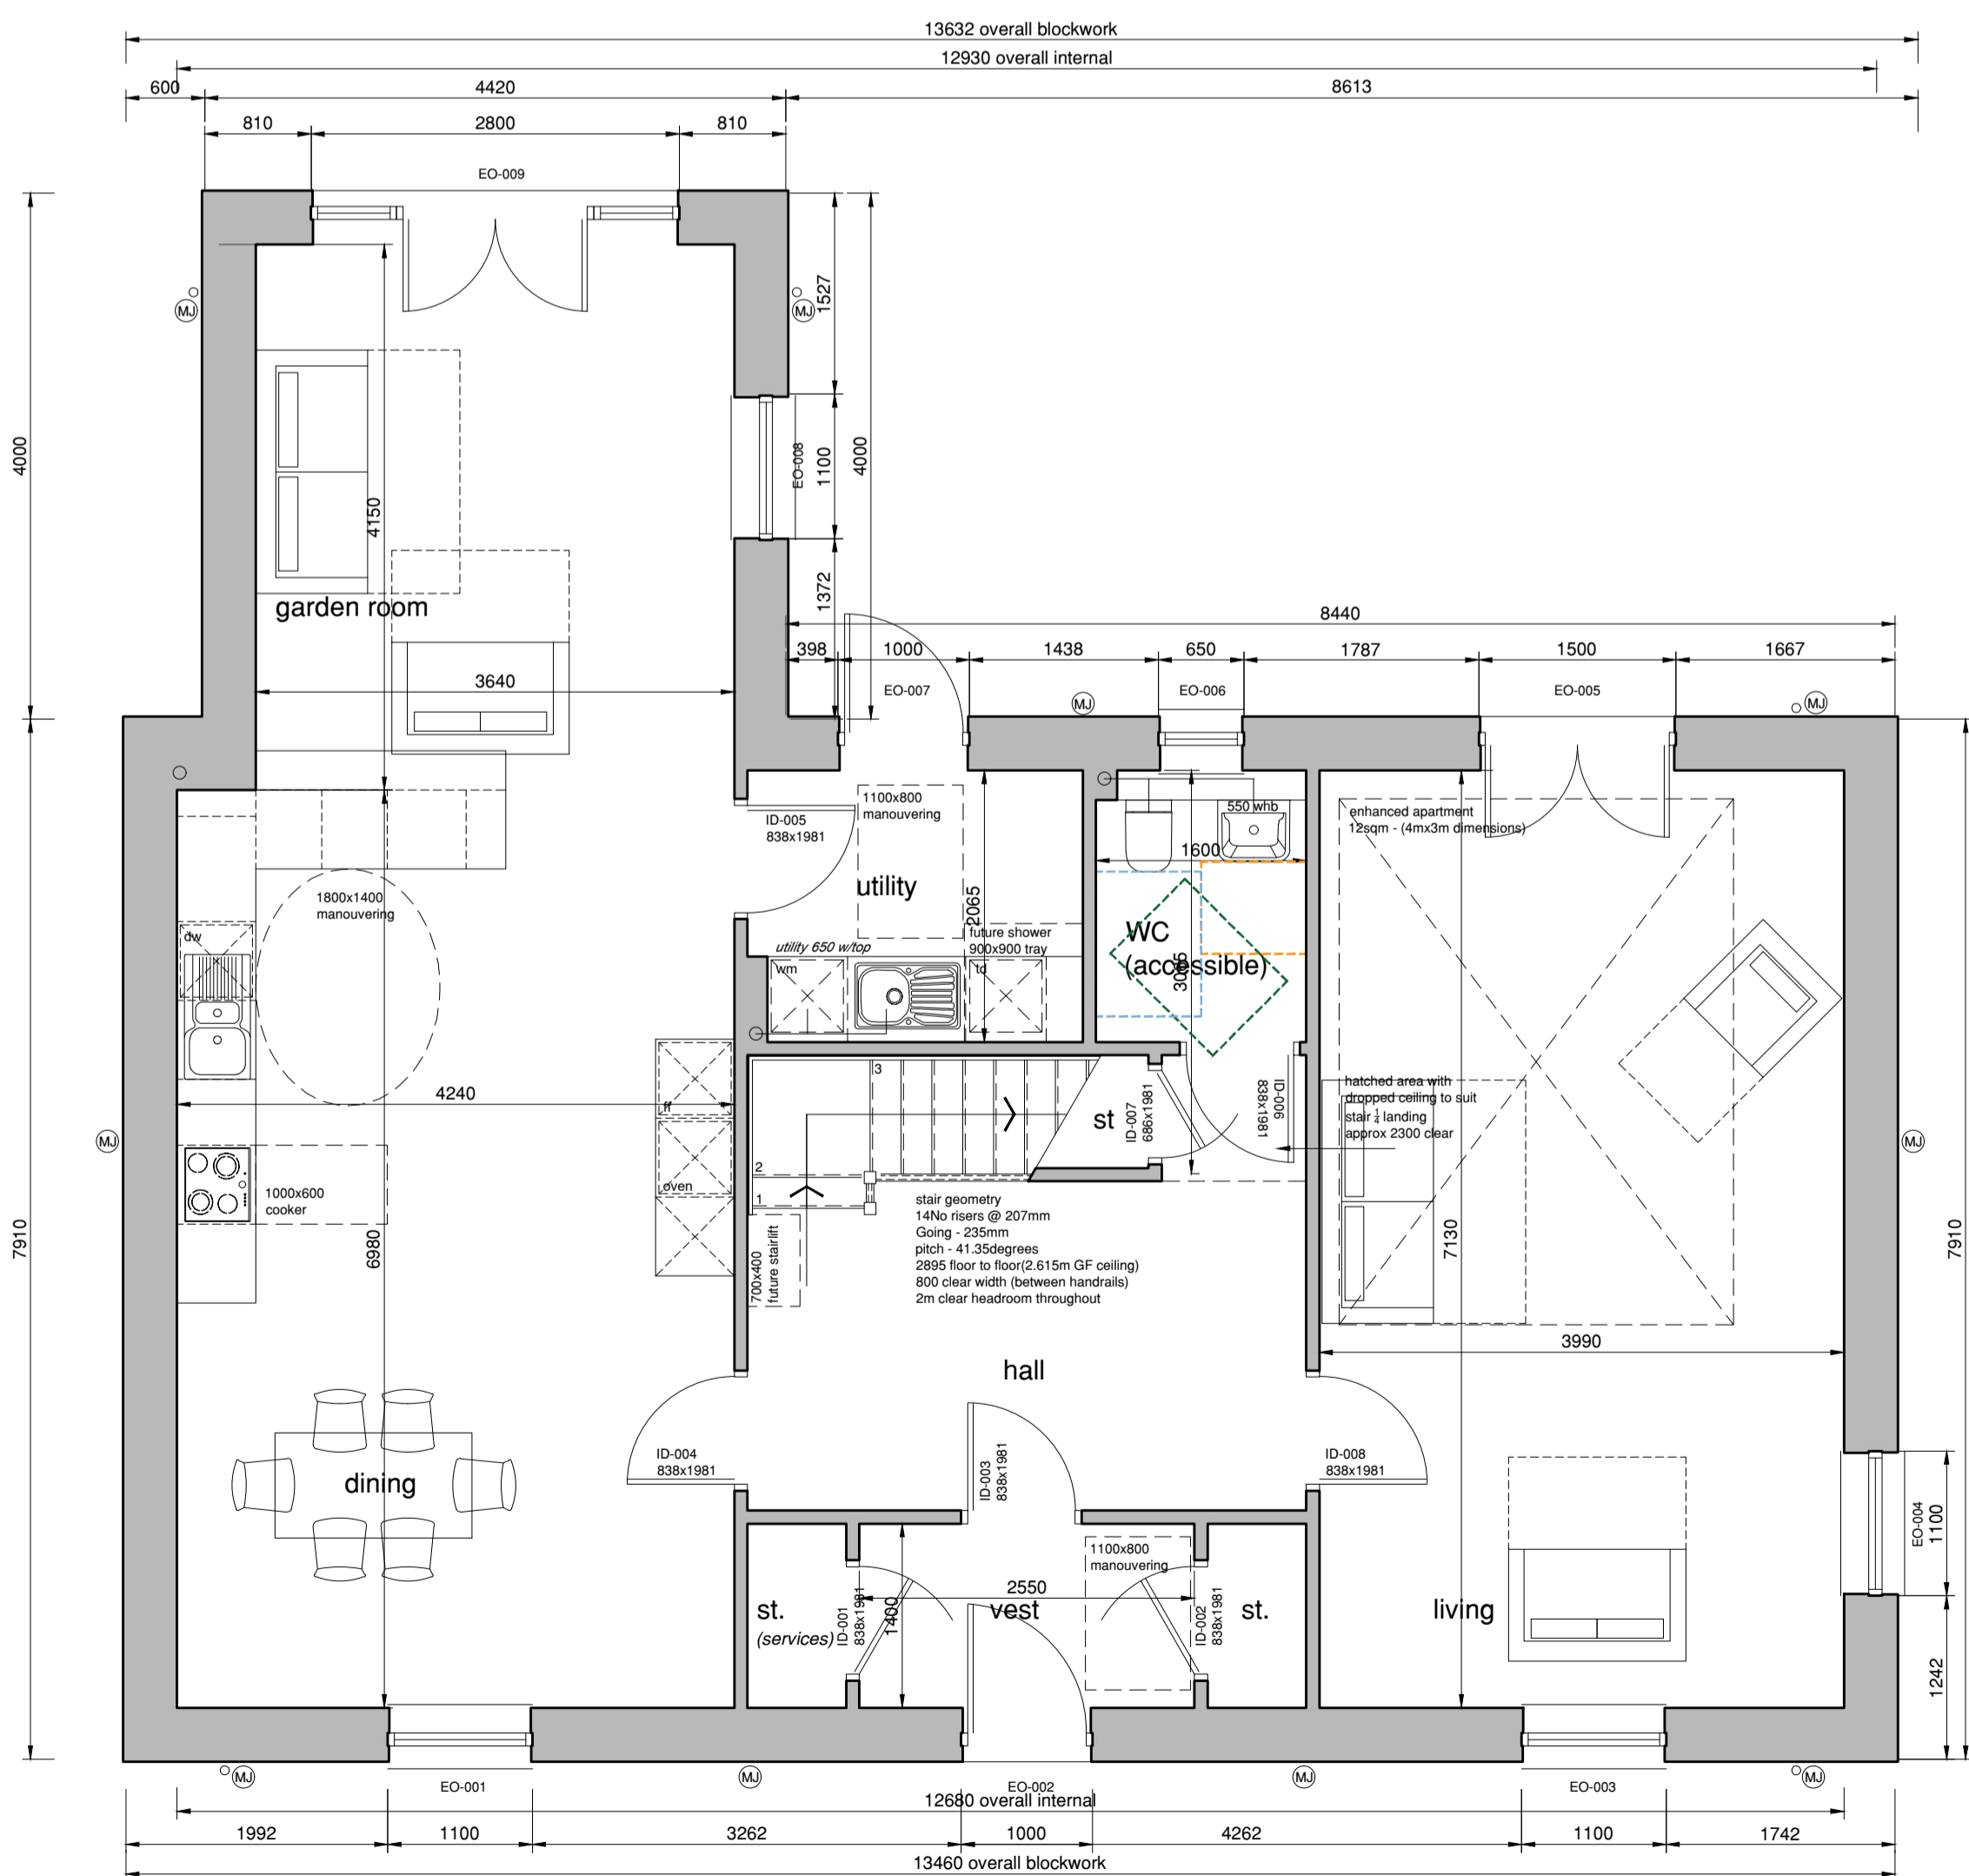 13632 overall blockwork
12930 overall internal
600
4420
8613
810
2800
810
EO-009
MJ
MJ
1527
4000
4150
EO-008
1100
4000
1372
garden room
8440
3640
398
1000
1438
650
1787
1500
1667
EO-007
MJ
EO-006
EO-005
MJ
1100x800
manouvering
ID-005
838x1981
550 whb
enhanced apartment
12sqm - (4mx3m dimensions)
1600
1800x1400
manouvering
utility
2065
dw
utility 650 w/top
future shower
900x900 tray
WC
(accessible)
wm
td
4240
ff
3
st
ID-007
686x1981
ID-006
838x1981
hatched area with
dropped ceiling to suit
stair ¼ landing
approx 2300 clear
MJ
MJ
2
1
oven
1000x600
cooker
stair geometry
14No risers @ 207mm
Going - 235mm
pitch - 41.35degrees
2895 floor to floor(2.615m GF ceiling)
800 clear width (between handrails)
2m clear headroom throughout
700x400
future stairlift
7910
6980
7130
7910
3990
hall
dining
ID-004
838x1981
ID-003
838x1981
ID-008
838x1981
EO-004
1100
1100x800
manouvering
2550
st.
(services)
ID-001
838x1981
1400
vest
ID-002
838x1981
st.
living
1242
MJ
EO-001
MJ
EO-002
MJ
EO-003
MJ
12680 overall internal
1992
1100
3262
1000
4262
1100
1742
13460 overall blockwork